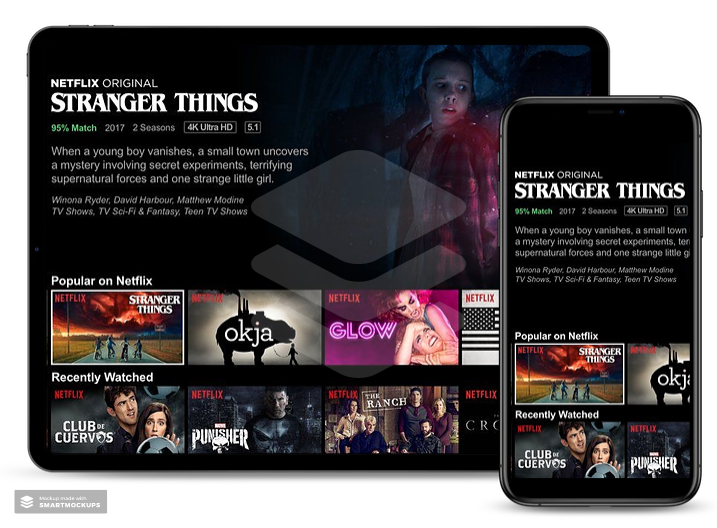 NETFLIX ORIGINAL
STRANGER THINGS
95% Match 2017 2 Seasons 4K Ultra HD 5.1
When a young boy vanishes, a small town uncovers
a mystery involving secret experiments, terrifying
supernatural forces and one strange little girl.
Winona Ryder, David Harbour, Matthew Modine
TV Shows, TV Sci-Fi & Fantasy, Teen TV Shows
Popular on Netflix
NETFLIX
STRANGER
THINGS
NETFLIX
okja
NETFLIX
GLOW
NETFLIX
Recently Watched
NETFLIX
CLUB
DE
CUERVOS
NETFLIX
MARVEL
PUNISHER
NETFLIX
THE
RANCH
NETFLIX
CRO
NETFLIX ORIGINAL
STRANGER THINGS
95% Match 2017 2 Seasons 4K Ultra HD 5.1
When a young boy vanishes, a small town
a mystery involving secret experiments, ter
supernatural forces and one strange little gi
Winona Ryder, David Harbour, Matthew Modine
TV Shows, TV Sci-Fi & Fantasy, Teen TV Shows
Popular on Netflix
NETFLIX
STRANGER
THINGS
NETFLIX
okj
Recently Watched
NETFLIX
CLUB
DE
CUERVOS
NETFLIX
MARVEL
PUNISHER
Mockup made with
SMARTMOCKUPS